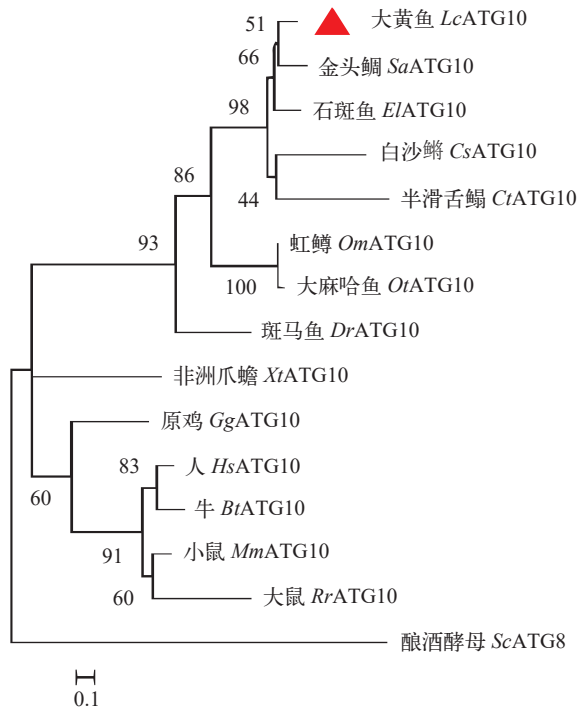 51
大黄鱼 LcATG10
66
金头鲷 SaATG10
石斑鱼 ElATG10
98
白沙鳉 CsATG10
86
44
半滑舌鳎 CtATG10
93
虹鳟 OmATG10
100
大麻哈鱼 OtATG10
斑马鱼 DrATG10
非洲爪蟾 XtATG10
原鸡 GgATG10
83
人 HsATG10
60
牛 BtATG10
91
小鼠 MmATG10
60
大鼠 RrATG10
酿酒酵母 ScATG8
0.1